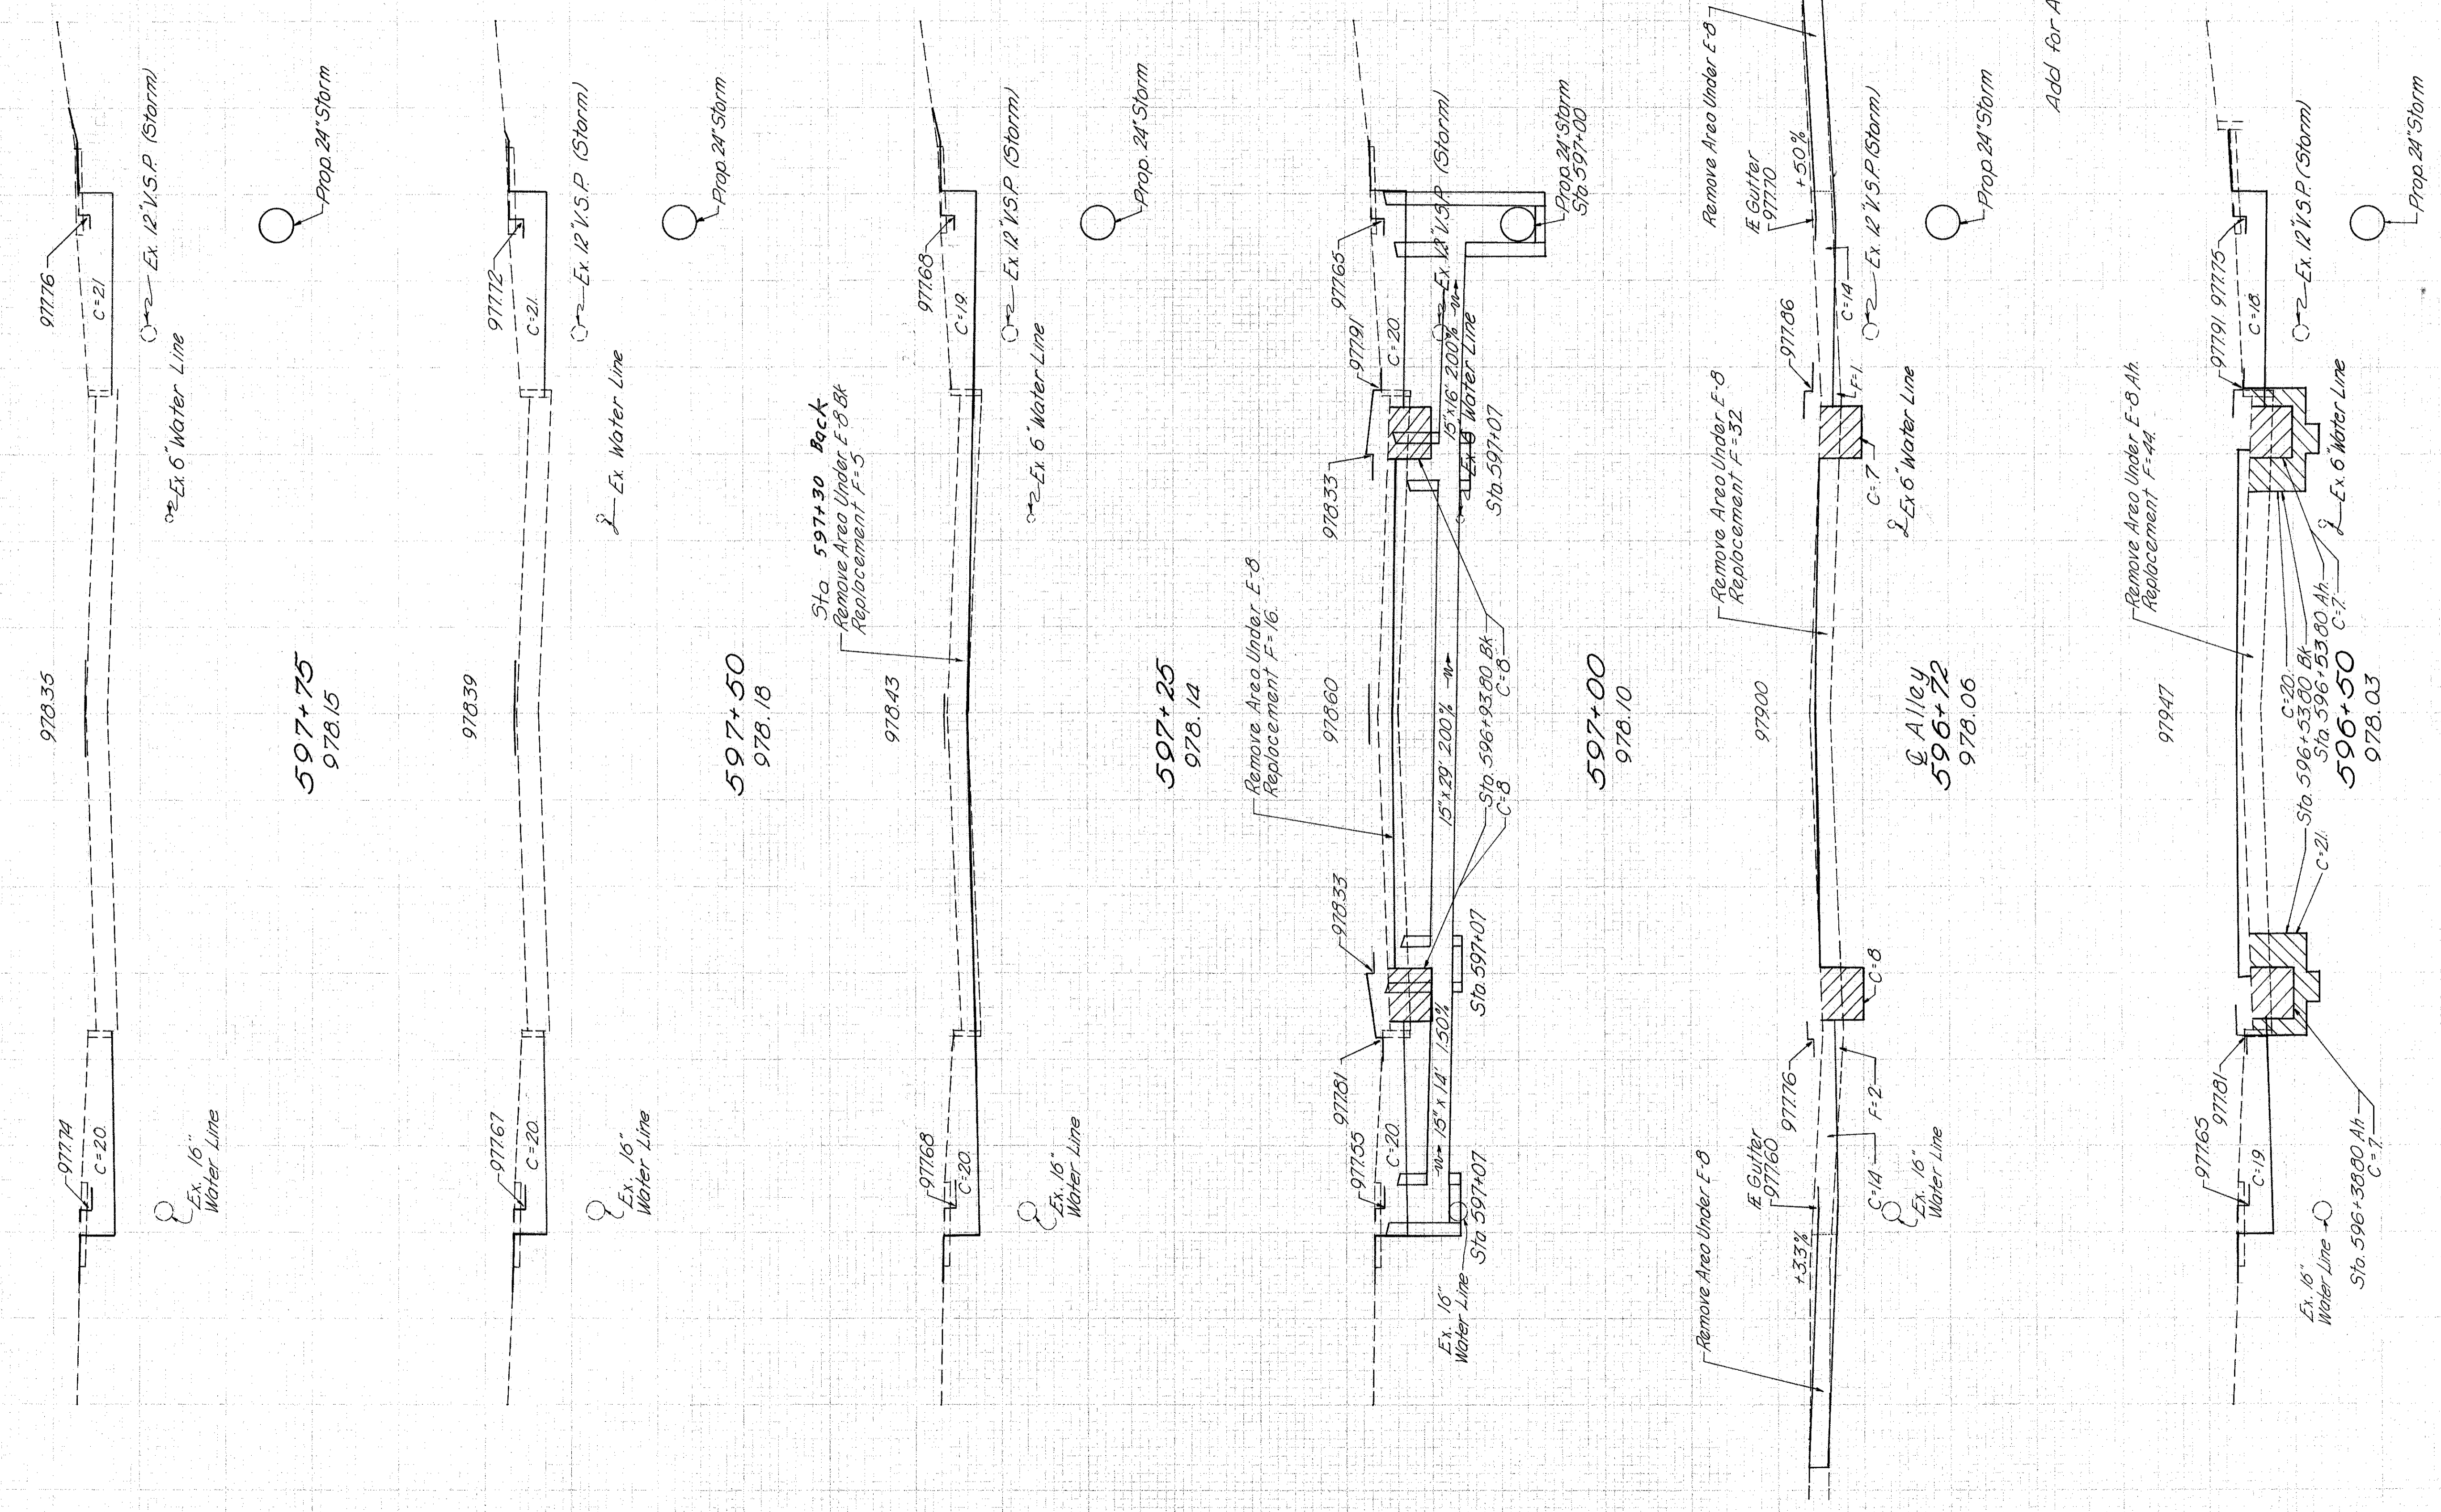 978.35
977.76
C=21
Ex. 12" V.S.P. (Storm)
Prop. 24" Storm
Ex. 6" Water Line
977.74
C=20.
Ex. 16"
Water Line
597+75
978.15
978.39
977.72
C=21.
Ex. 12" V.S.P. (Storm)
Prop. 24" Storm
Ex. Water Line
977.67
C=20.
Ex. 16"
Water Line
597+50
978.18
Sta 597+30 Back
Remove Area Under E-8 Bk
Replacement F=5
978.43
977.68
C=19.
Ex. 12" V.S.P. (Storm)
Prop. 24" Storm
Ex. 6" Water Line
977.68
C=20.
Ex. 16"
Water Line
597+25
978.14
Remove Area Under E-8
Replacement F=16.
978.60
977.65
977.91
C=20.
978.33
Ex. 12" V.S.P. (Storm)
15"x16' 2.00%
Ex. 6" Water Line
Sta. 597+07
Prop. 24" Storm
Sta. 597+00
15"x29' 2.00%
Sta. 596+93.80 Bk.
C=8
C=8
978.33
977.81
977.55
C=20.
15" x 14' 1.50%
Sta. 597+07
Sta. 597+07
Ex. 16"
Water Line
597+00
978.10
Remove Area Under E-8
Æ Gutter
977.70
+5.0%
977.86
C=14
F=1.
C=7
Ex. 12" V.S.P. (Storm)
Prop. 24" Storm
Ex 6" Water Line
Remove Area Under E-8
Replacement F=32
979.00
C=8
977.76
F=2
C=14
Æ Gutter
977.60
+3.3%
Remove Area Under E-8
Ex. 16"
Water Line
℄ Alley
596+72
978.06
Add for A
Remove Area Under E-8, Ah.
Replacement F=44.
979.47
977.91
977.75
C=18.
Ex. 12" V.S.P. (Storm)
Prop. 24" Storm
Ex. 6" Water Line
C=20.
Sta. 596+53.80 Bk
C=21.
Sta. 596+53.80 Ah.
C=7.
977.81
977.65
C=19.
Ex. 16"
Water Line
Sta. 596+38.80 Ah
C=7.
596+50
978.03